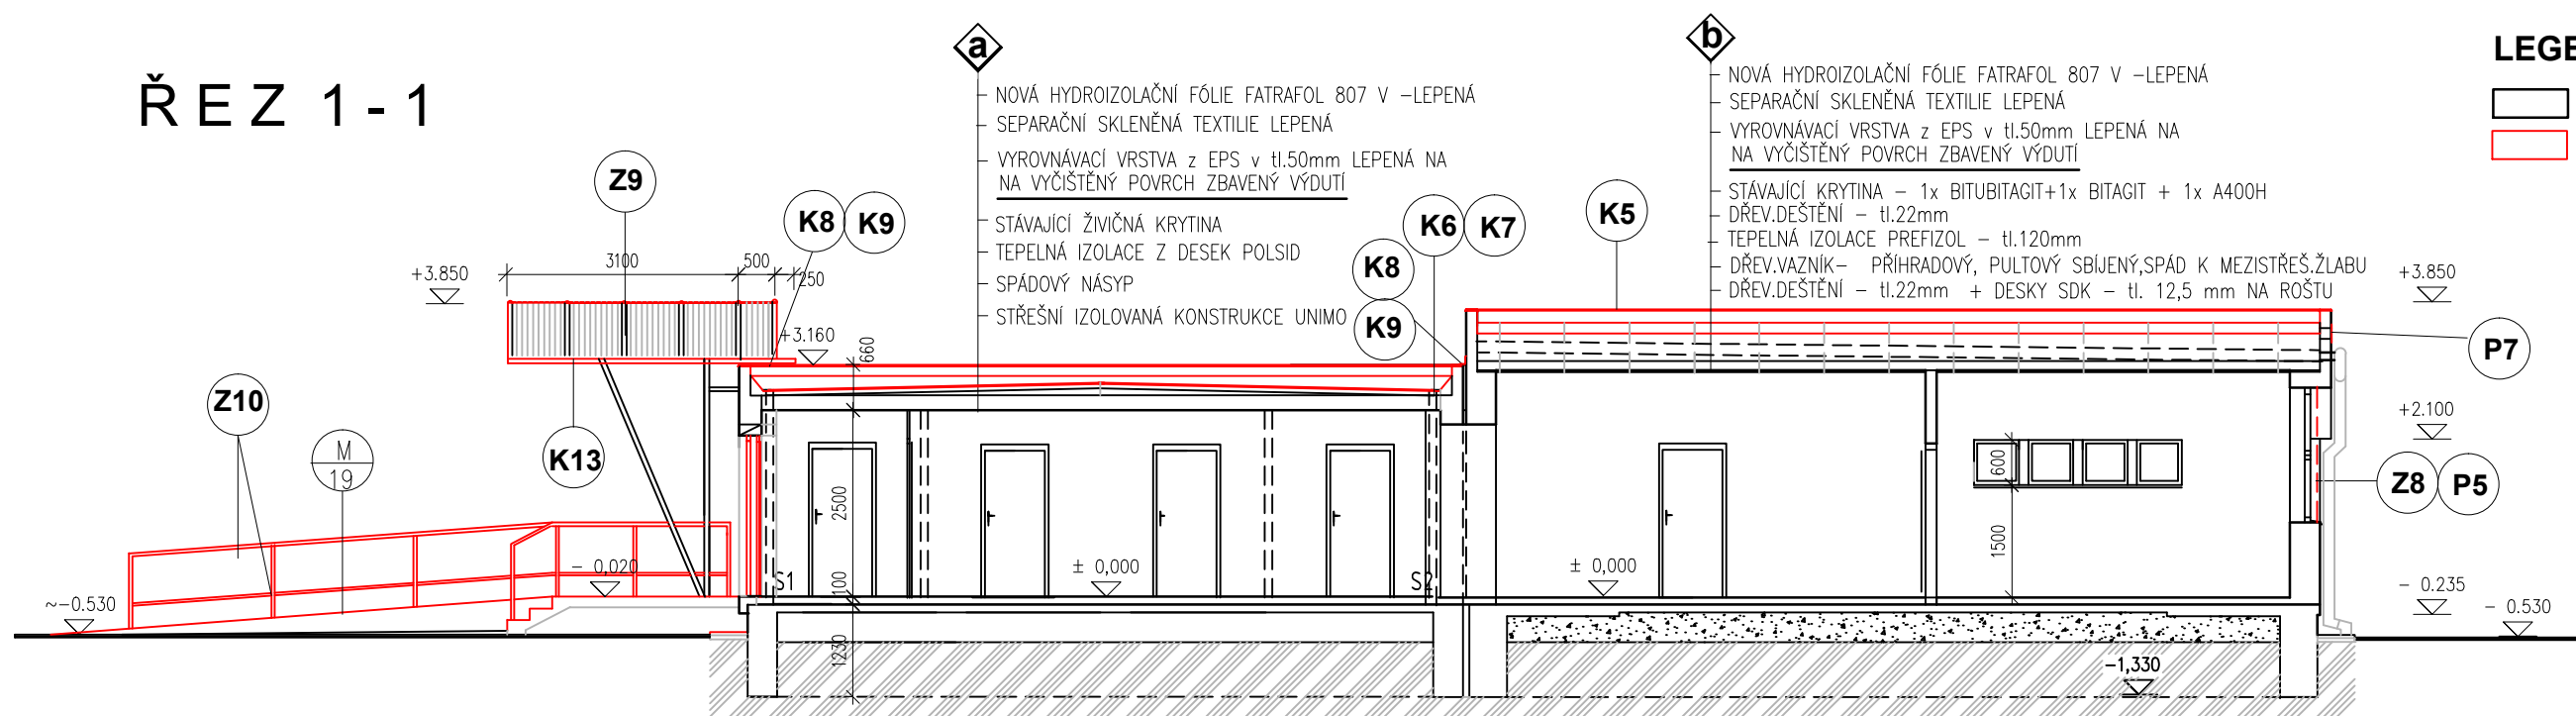 ŘEZ 1-1
a
NOVÁ HYDROIZOLAČNÍ FÓLIE FATRAFOL 807 V -LEPENÁ
SEPARAČNÍ SKLENĚNÁ TEXTILIE LEPENÁ
VYROVNÁVACÍ VRSTVA z EPS v tl.50mm LEPENÁ NA
NA VYČIŠTĚNÝ POVRCH ZBAVENÝ VÝDUTÍ
STÁVAJÍCÍ ŽIVIČNÁ KRYTINA
TEPELNÁ IZOLACE Z DESEK POLSID
SPÁDOVÝ NÁSYP
STŘEŠNÍ IZOLOVANÁ KONSTRUKCE UNIMO
b
NOVÁ HYDROIZOLAČNÍ FÓLIE FATRAFOL 807 V -LEPENÁ
SEPARAČNÍ SKLENĚNÁ TEXTILIE LEPENÁ
VYROVNÁVACÍ VRSTVA z EPS v tl.50mm LEPENÁ NA
NA VYČIŠTĚNÝ POVRCH ZBAVENÝ VÝDUTÍ
STÁVAJÍCÍ KRYTINA - 1x BITUBITAGIT+1x BITAGIT + 1x A400H
DŘEV.DEŠTĚNÍ - tl.22mm
TEPELNÁ IZOLACE PREFIZOL - tl.120mm
DŘEV.VAZNÍK- PŘÍHRADOVÝ, PULTOVÝ SBÍJENÝ,SPÁD K MEZISTŘEŠ.ŽLABU
DŘEV.DEŠTĚNÍ - tl.22mm + DESKY SDK - tl. 12,5 mm NA ROŠTU
Z9
K8 K9
K6 K7
K8
K9
K5
P7
Z10
M
19
K13
Z8 P5
+3.850
3100
500
250
+3.160
660
+3.850
+2.100
2500
600
1500
- 0,020
S1
100
± 0,000
S2
± 0,000
~-0.530
- 0.235
- 0.530
1230
-1,330